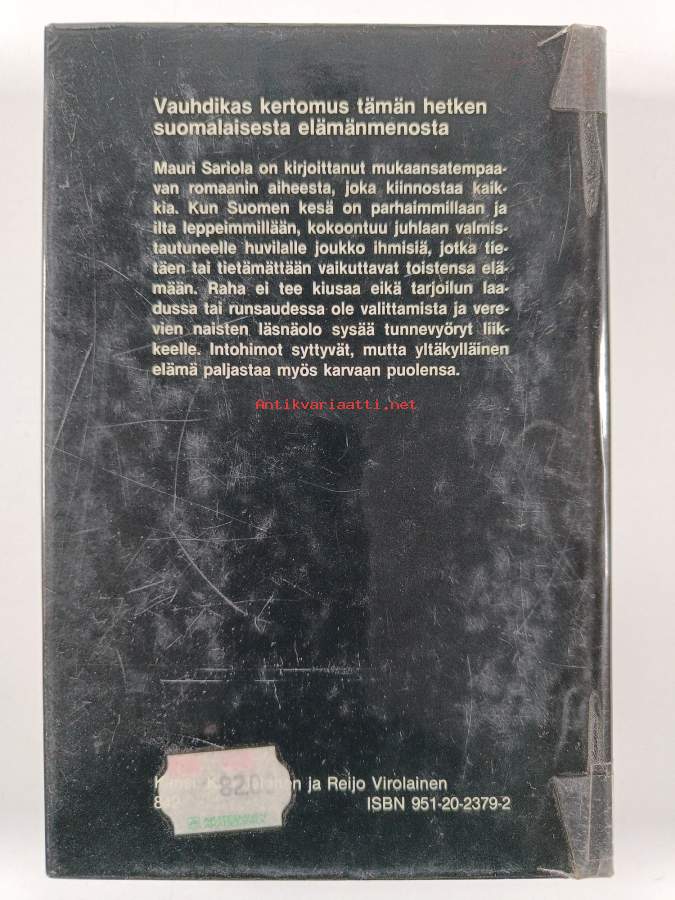 Vauhdikas kertomus tämän hetken
suomalaisesta elämänmenosta
Mauri Sariola on kirjoittanut mukaansatempaa-
van romaanin aiheesta, joka kiinnostaa kaik-
kia. Kun Suomen kesä on parhaimmillaan ja
ilta leppeimmillään, kokoontuu juhlaan valmis-
tautuneelle huvilalle joukko ihmisiä, jotka tie-
täen tai tietämättään vaikuttavat toistensa elä-
mään. Raha ei tee kiusaa eikä tarjoilun laa-
dussa tai runsaudessa ole valittamista ja vere-
vien naisten läsnäolo sysää tunnevyöryt liik-
keelle. Intohimot syttyvät, mutta yltäkylläinen
elämä paljastaa myös karvaan puolensa.
Antikvariaatti.net
ja Reijo Virolainen
82.0
ISBN 951-20-2379-2